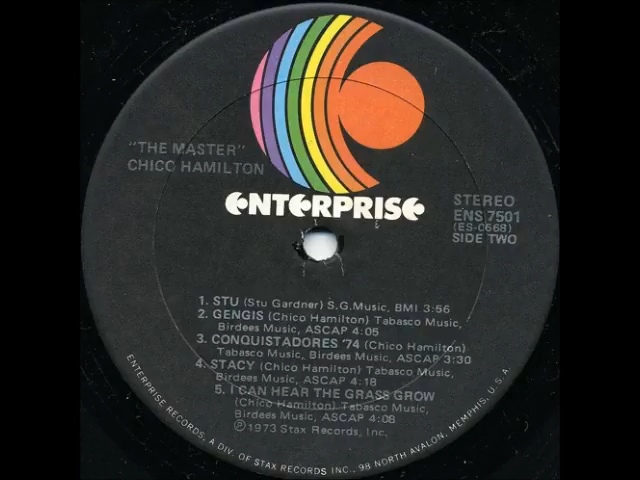 "THE MASTER"
CHICO HAMILTON
ENTERPRISE
STEREO
ENS 7501
(ES-0668)
SIDE TWO
1. STU (Stu Gardner) S.G.Music, BMI 3:56
2. GENGIS (Chico Hamilton) Tabasco Music,
Birdees Music, ASCAP 4:05
3. CONQUISTADORES '74 (Chico Hamilton)
Tabasco Music, Birdees Music, ASCAP 3:30
4. STACY (Chico Hamilton) Tabasco Music,
Birdees Music, ASCAP 4:18
5. I CAN HEAR THE GRASS GROW
(Chico Hamilton) Tabasco Music,
Birdees Music, ASCAP 4:08
℗1973 Stax Records, Inc.
ENTERPRISE RECORDS, A DIV. OF STAX RECORDS INC., 98 NORTH AVALON, MEMPHIS, U.S.A.